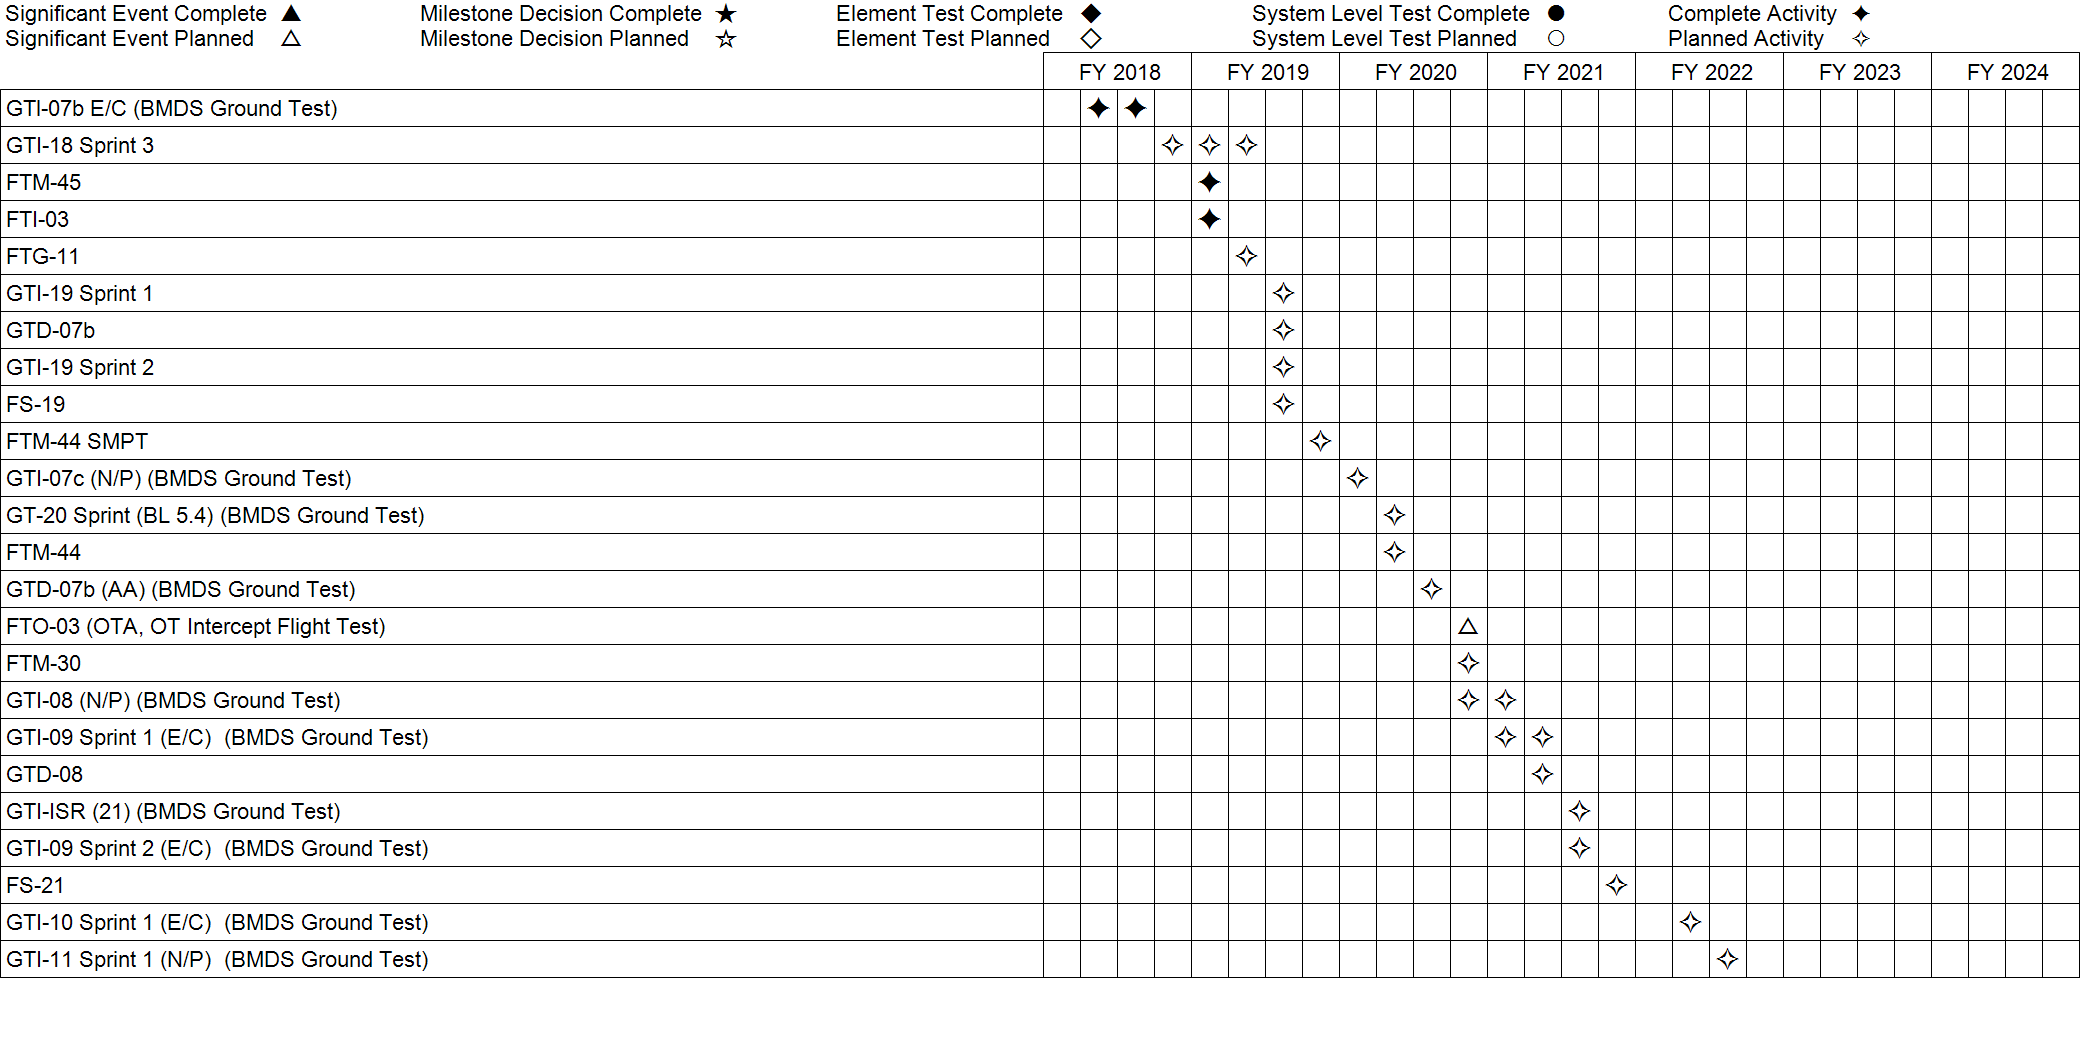 Significant Event Complete ▲ Milestone Decision Complete ★ Element Test Complete ◆ System Level Test Complete ● Complete Activity ✦
Significant Event Planned △ Milestone Decision Planned ☆ Element Test Planned ◇ System Level Test Planned ○ Planned Activity ✧
FY 2018 FY 2019 FY 2020 FY 2021 FY 2022 FY 2023 FY 2024
GTI-07b E/C (BMDS Ground Test)
GTI-18 Sprint 3
FTM-45
FTI-03
FTG-11
GTI-19 Sprint 1
GTD-07b
GTI-19 Sprint 2
FS-19
FTM-44 SMPT
GTI-07c (N/P) (BMDS Ground Test)
GT-20 Sprint (BL 5.4) (BMDS Ground Test)
FTM-44
GTD-07b (AA) (BMDS Ground Test)
FTO-03 (OTA, OT Intercept Flight Test)
FTM-30
GTI-08 (N/P) (BMDS Ground Test)
GTI-09 Sprint 1 (E/C)  (BMDS Ground Test)
GTD-08
GTI-ISR (21) (BMDS Ground Test)
GTI-09 Sprint 2 (E/C)  (BMDS Ground Test)
FS-21
GTI-10 Sprint 1 (E/C)  (BMDS Ground Test)
GTI-11 Sprint 1 (N/P)  (BMDS Ground Test)